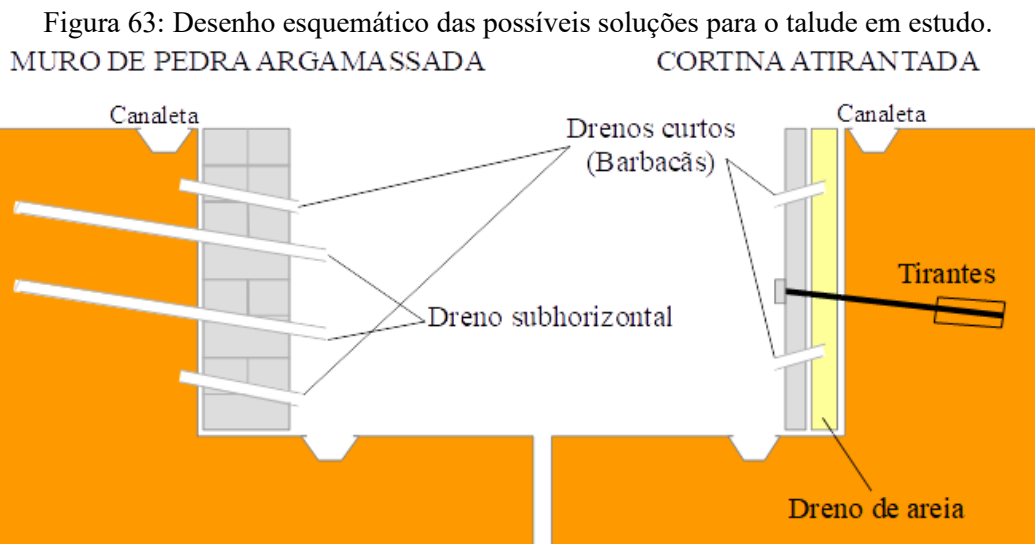 Figura 63: Desenho esquemático das possíveis soluções para o talude em estudo.
MURO DE PEDRA ARGAMASSADA
CORTINA ATIRANTADA
Canaleta
Drenos curtos
(Barbacãs)
Canaleta
Tirantes
Dreno subhorizontal
Dreno de areia